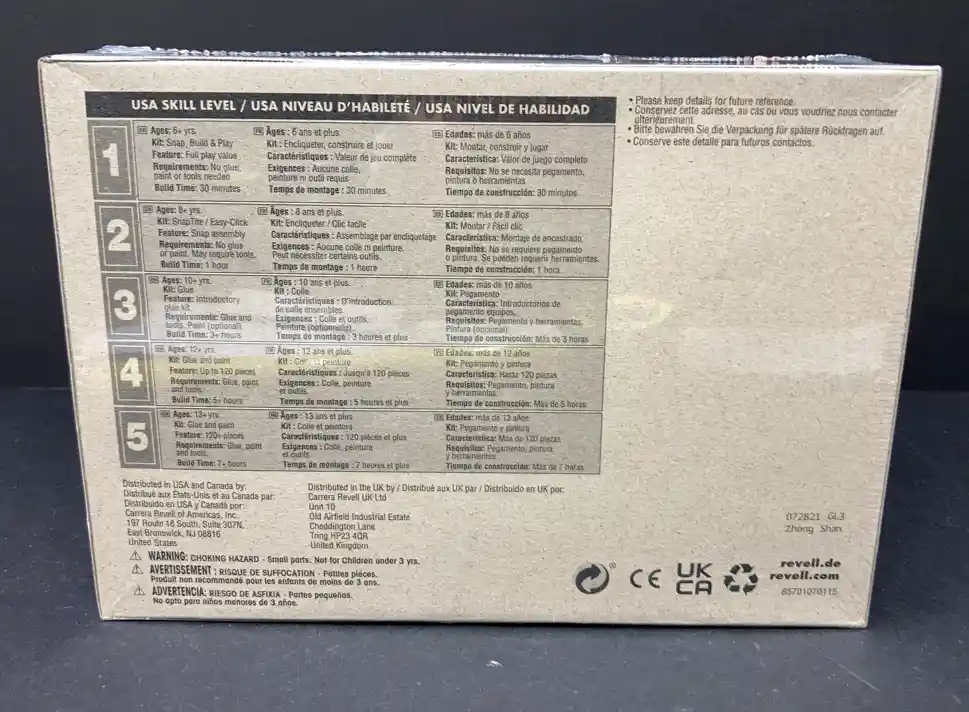 USA SKILL LEVEL / USA NIVEAU D'HABILETÉ / USA NIVEL DE HABILIDAD
1
Ages: 6+ yrs.
Kit: Snap, Build & Play
Feature: Full play value
Requirements: No glue,
paint or tools needed
Build Time: 30 minutes
Âges : 6 ans et plus
Kit : Encliqueter, construire et jouer
Caractéristiques : Valeur de jeu complète
Exigences : Aucune colle,
peinture ni outil requis
Temps de montage : 30 minutes
Edades: más de 6 años
Kit: Montar, construir y jugar
Característica: Valor de juego completo
Requisitos: No se necesita pegamento,
pintura o herramientas
Tiempo de construcción: 30 minutos
2
Ages: 8+ yrs.
Kit: SnapTite / Easy-Click
Feature: Snap assembly
Requirements: No glue
or paint. May require tools.
Build Time: 1 hour
Âges : 8 ans et plus.
Kit: Encliqueter / Clic facile
Caractéristiques : Assemblage par encliquetage
Exigences : Aucune colle ni peinture.
Peut nécessiter certains outils.
Temps de montage : 1 heure
Edades: más de 8 años
Kit: Montar / Fácil clic
Característica: Montaje de encastrado
Requisitos: No se requiere pegamento
o pintura. Se pueden requerir herramientas.
Tiempo de construcción: 1 hora
3
Ages: 10+ yrs.
Kit: Glue
Feature: Introductory
glue kit.
Requirements: Glue and
tools. Paint (optional)
Build Time: 3+ hours
Âges : 10 ans et plus.
Kit : Colle
Caractéristiques : D'introduction
de colle ensembles.
Exigences : Colle et outils.
Peinture (optionnelle).
Temps de montage : 3 heures et plus
Edades: más de 10 años
Kit: Pegamento
Característica: Introductorios de
pegamento equipos.
Requisitos: Pegamento y herramientas.
Pintura (opcional)
Tiempo de construcción: Más de 3 horas
4
Ages: 12+ yrs.
Kit: Glue and paint
Feature: Up to 120 pieces
Requirements: Glue, paint
and tools.
Build Time: 5+ hours
Âges : 12 ans et plus.
Kit : peinture
Caractéristiques : Jusqu'à 120 pièces
Exigences : Colle, peinture
et outils.
Temps de montage : 5 heures et plus
Edades: más de 12 años
Kit: Pegamento y pintura
Característica: Hasta 120 piezas
Requisitos: Pegamento, pintura
y herramientas.
Tiempo de construcción: Más de 5 horas
5
Ages: 13+ yrs.
Kit: Glue and paint
Feature: 120+ pieces
Requirements: Glue, paint
and tools.
Build Time: 7+ hours
Âges : 13 ans et plus
Kit : Colle et peinture
Caractéristiques : 120 pièces et plus
Exigences : Colle, peinture
et outils
Temps de montage : 7 heures et plus
Edades: más de 13 años
Kit: Pegamento y pintura
Característica: Más de 120 piezas
Requisitos: Pegamento, pintura
y herramientas
Tiempo de construcción: Más de 7 horas
• Please keep details for future reference.
• Conservez cette adresse, au cas ou vous voudriez nous contacter
ultérieurement.
• Bitte bewahren Sie die Verpackung für spätere Rückfragen auf.
• Conserve este detalle para futuros contactos.
Distributed in USA and Canada by:
Distribué aux États-Unis et au Canada par:
Distribuido en USA y Canadá por:
Carrera Revell of Americas, Inc.
197 Route 18 South, Suite 307N,
East Brunswick, NJ 08816
United States
Distributed in the UK by / Distribué aux UK par / Distribuido en UK por:
Carrera Revell UK Ltd
Unit 10
Old Airfield Industrial Estate
Cheddington Lane
Tring HP23 4QR
United Kingdom
WARNING: CHOKING HAZARD - Small parts. Not for Children under 3 yrs.
AVERTISSEMENT : RISQUE DE SUFFOCATION - Petites pièces.
Produit non recommandé pour les enfants de moins de 3 ans.
ADVERTENCIA: RIESGO DE ASFIXIA - Partes pequeñas.
No apto para niños menores de 3 años.
072821 GL3
Zhong Shan
CE
UK
CA
revell.de
revell.com
85701070115